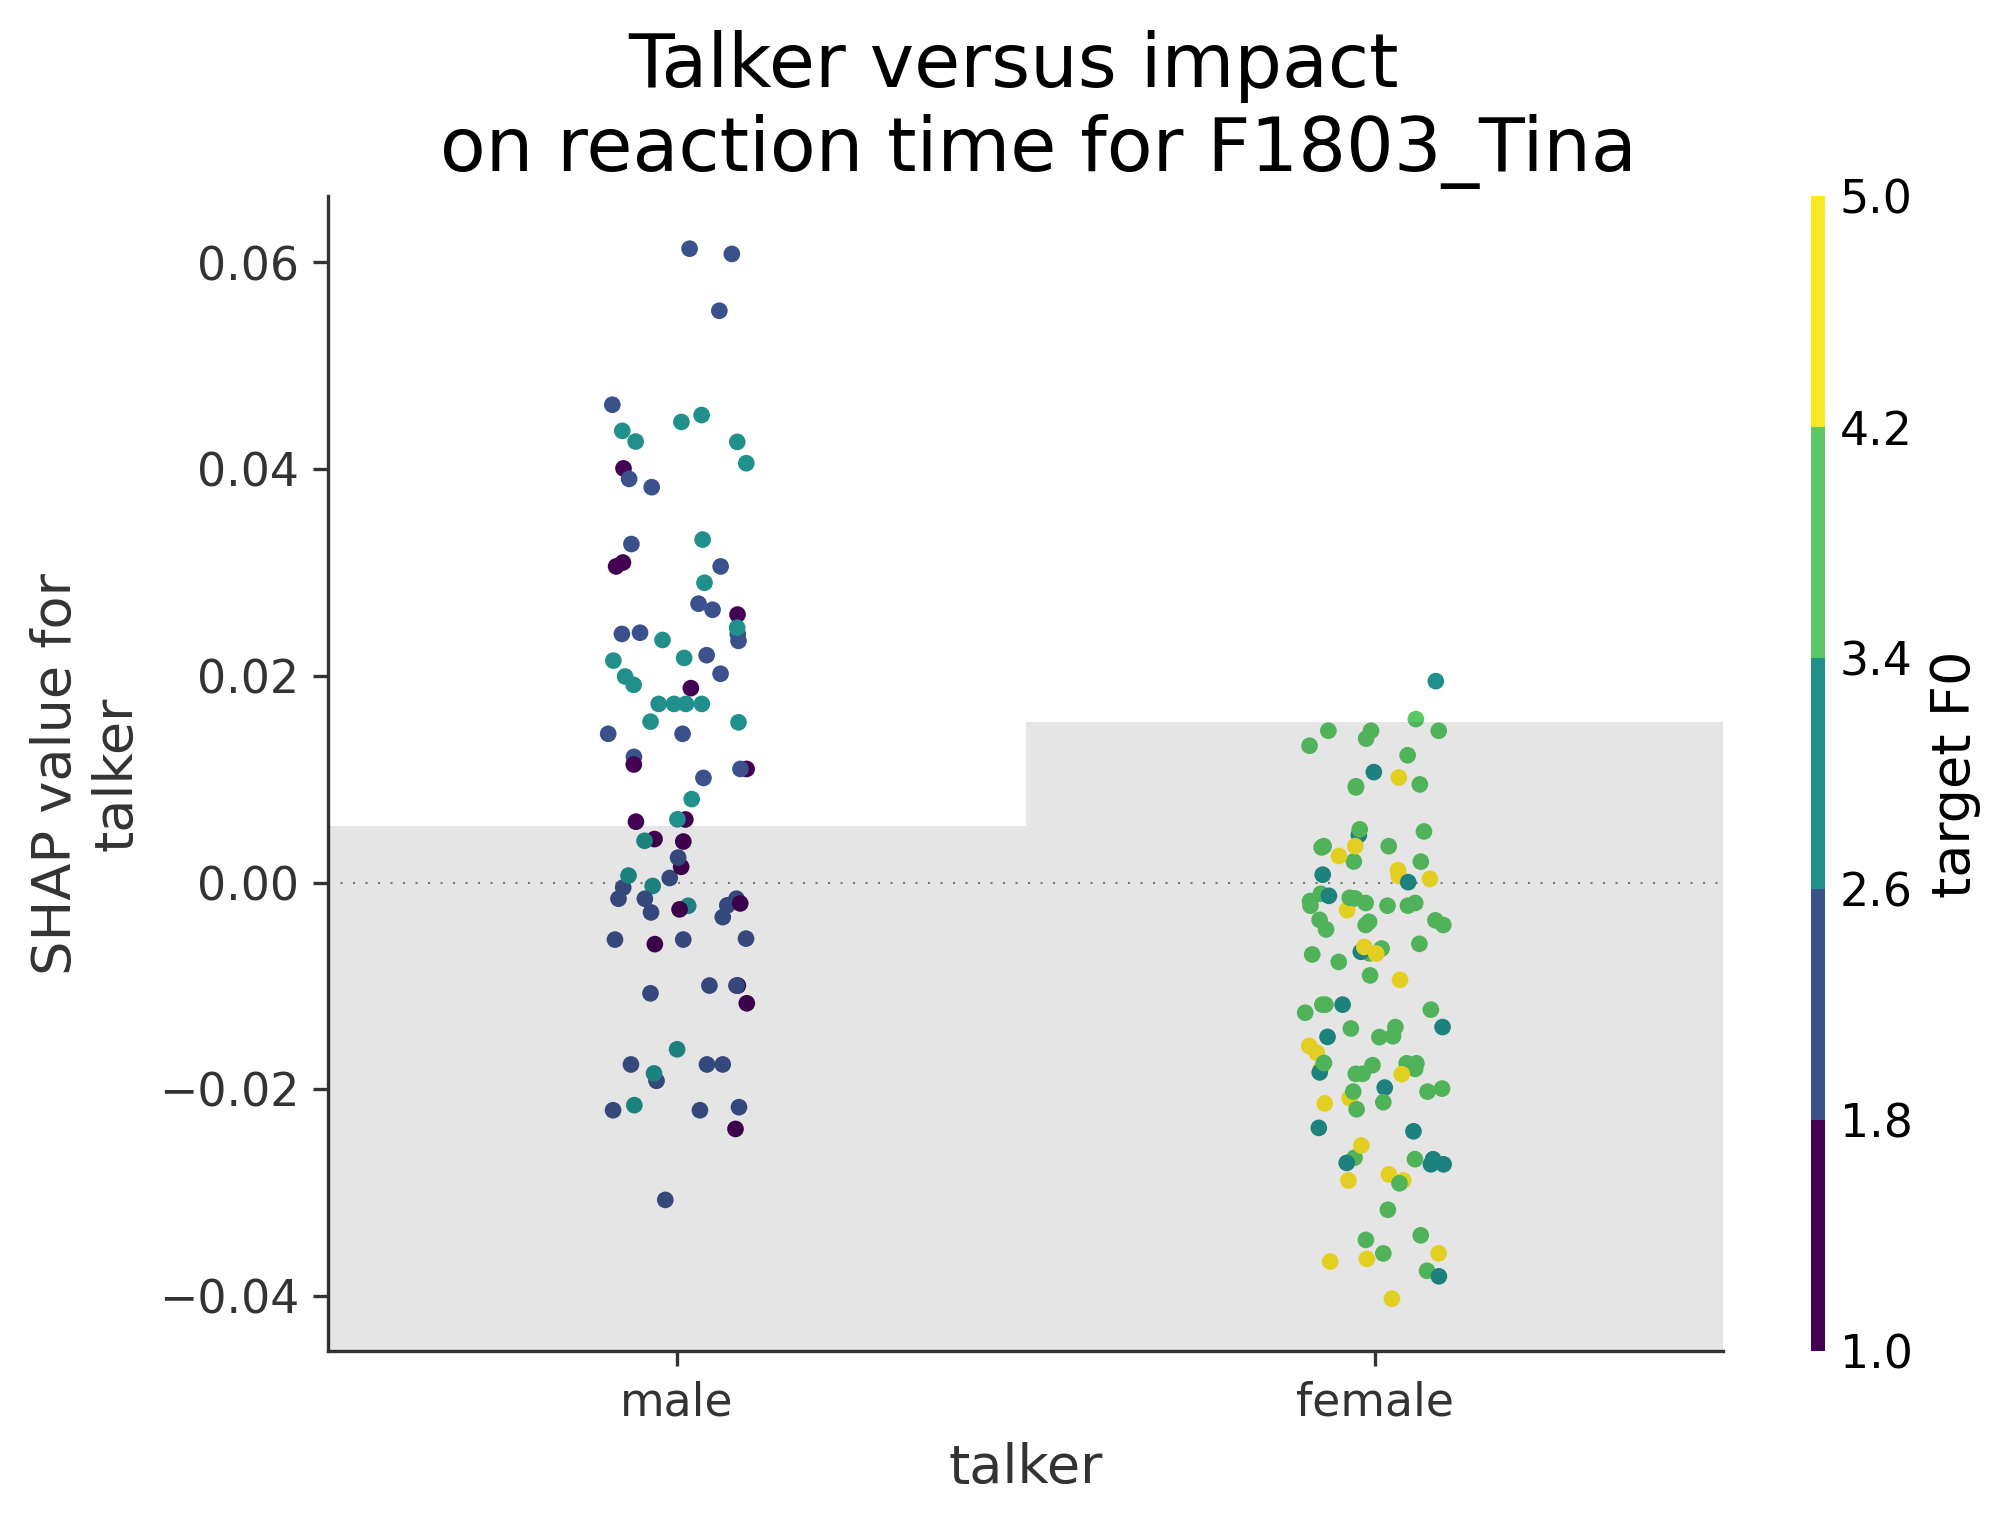 Talker versus impact
on reaction time for F1803_Tina
SHAP value for
talker
0.06
0.04
0.02
0.00
−0.02
−0.04
male
female
talker
5.0
4.2
3.4
2.6
1.8
1.0
target F0